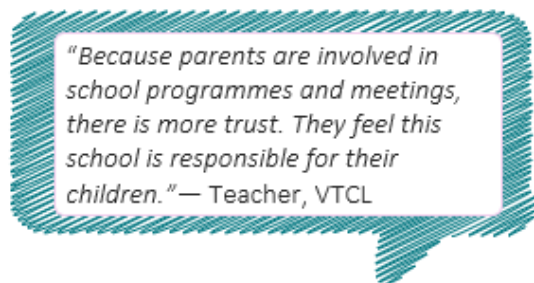 “Because parents are involved in
school programmes and meetings,
there is more trust. They feel this
school is responsible for their
children.”— Teacher, VTCL